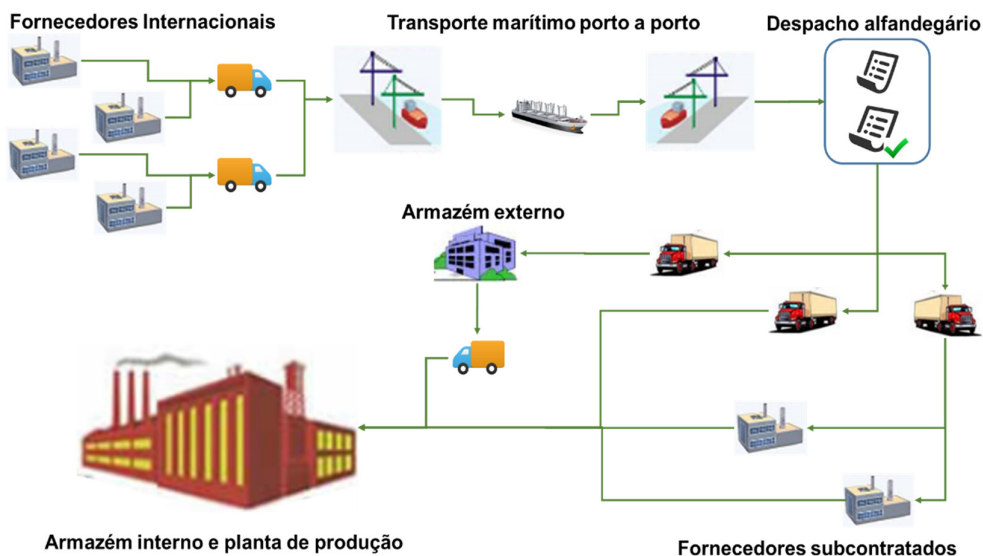 Fornecedores Internacionais
Transporte marítimo porto a porto
Despacho alfandegário
Armazém externo
Armazém interno e planta de produção
Fornecedores subcontratados